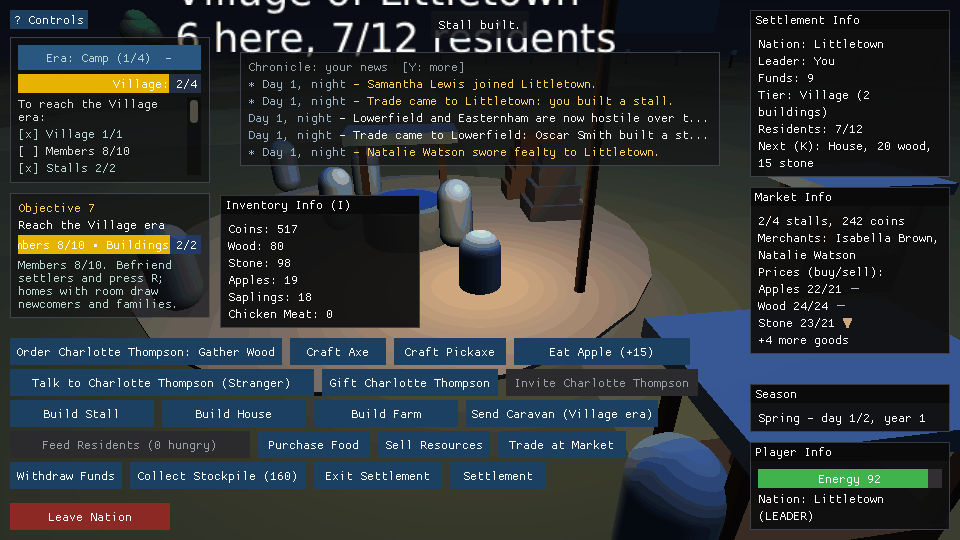 ? Controls
Village of Littletown
6 here, 7/12 residents
Stall built.
Era: Camp (1/4) –
Village: 2/4
To reach the Village
era:
[x] Village 1/1
[ ] Members 8/10
[x] Stalls 2/2
Chronicle: your news [Y: more]
* Day 1, night – Samantha Lewis joined Littletown.
* Day 1, night – Trade came to Littletown: you built a stall.
Day 1, night – Lowerfield and Easternham are now hostile over t...
Day 1, night – Trade came to Lowerfield: Oscar Smith built a st...
* Day 1, night – Natalie Watson swore fealty to Littletown.
Objective 7
Reach the Village era
mbers 8/10 • Buildings 2/2
Members 8/10. Befriend
settlers and press R;
homes with room draw
newcomers and families.
Inventory Info (I)
Coins: 517
Wood: 80
Stone: 98
Apples: 19
Saplings: 18
Chicken Meat: 0
Order Charlotte Thompson: Gather Wood
Craft Axe
Craft Pickaxe
Eat Apple (+15)
Talk to Charlotte Thompson (Stranger)
Gift Charlotte Thompson
Invite Charlotte Thompson
Build Stall
Build House
Build Farm
Send Caravan (Village era)
Feed Residents (0 hungry)
Purchase Food
Sell Resources
Trade at Market
Withdraw Funds
Collect Stockpile (160)
Exit Settlement
Settlement
Leave Nation
Settlement Info
Nation: Littletown
Leader: You
Funds: 9
Tier: Village (2
buildings)
Residents: 7/12
Next (K): House, 20 wood,
15 stone
Market Info
2/4 stalls, 242 coins
Merchants: Isabella Brown,
Natalie Watson
Prices (buy/sell):
Apples 22/21 –
Wood 24/24 –
Stone 23/21 ▼
+4 more goods
Season
Spring – day 1/2, year 1
Player Info
Energy 92
Nation: Littletown
(LEADER)